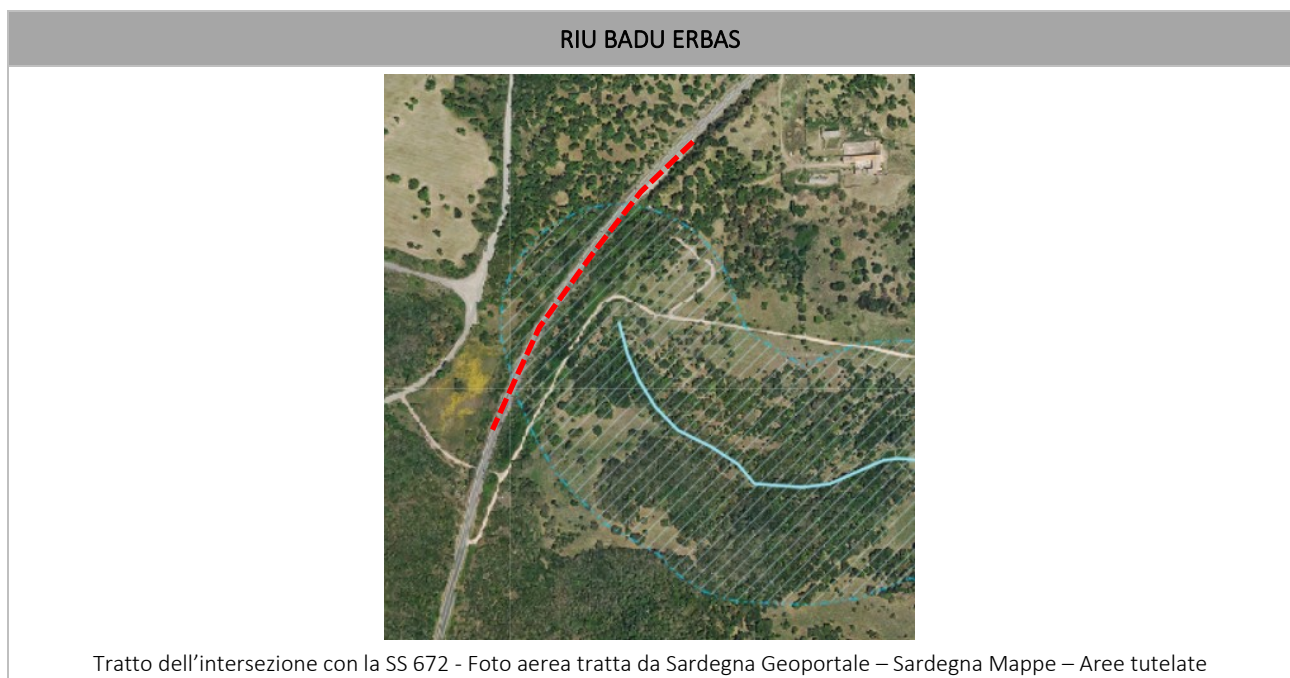 RIU BADU ERBAS
Tratto dell’intersezione con la SS 672 - Foto aerea tratta da Sardegna Geoportale – Sardegna Mappe – Aree tutelate